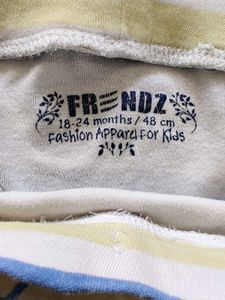 FRENDZ
18-24 months / 48 cm
Fashion Apparel For Kids